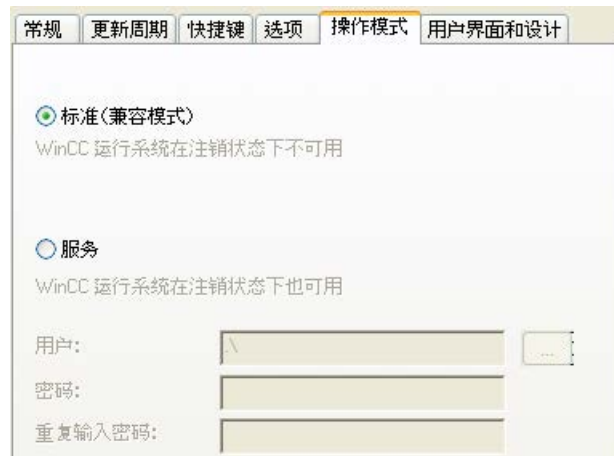 常规 更新周期 快捷键 选项 操作模式 用户界面和设计
标准(兼容模式)
WinCC 运行系统在注销状态下不可用
服务
WinCC 运行系统在注销状态下也可用
用户: .\ ...
密码:
重复输入密码: